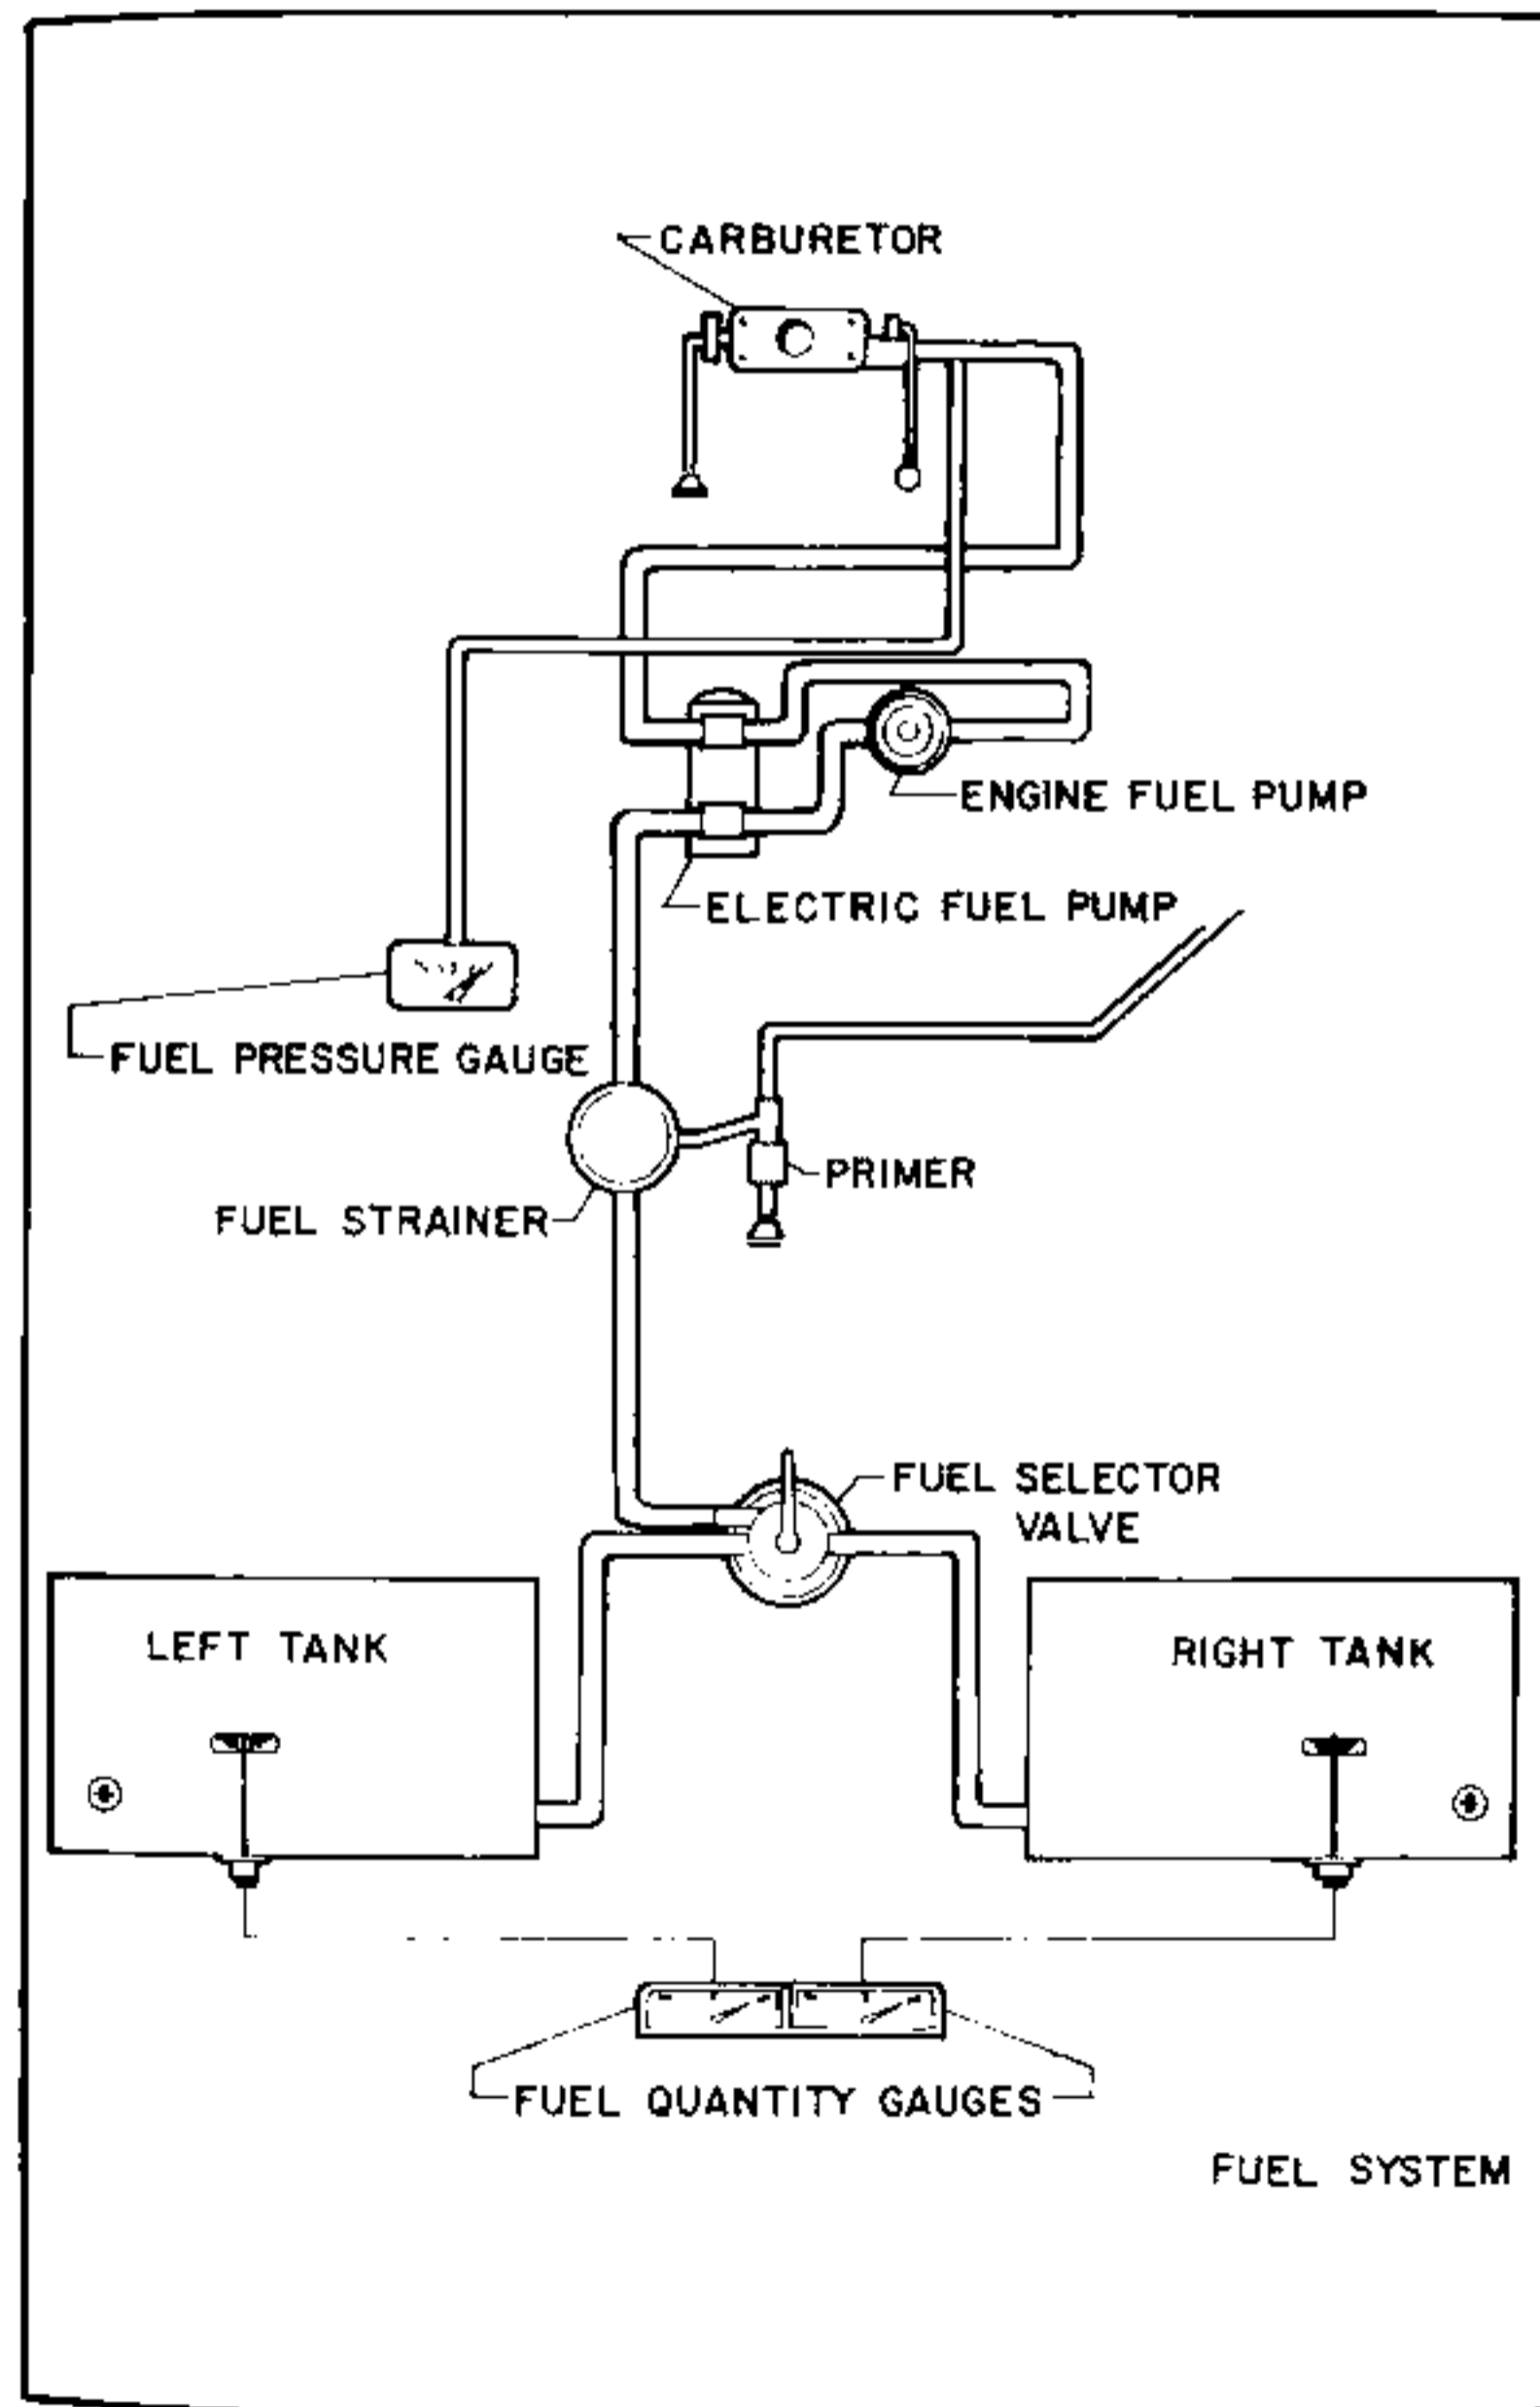 CARBURETOR
ENGINE FUEL PUMP
ELECTRIC FUEL PUMP
FUEL PRESSURE GAUGE
PRIMER
FUEL STRAINER
FUEL SELECTOR
VALVE
LEFT TANK
RIGHT TANK
FUEL QUANTITY GAUGES
FUEL SYSTEM